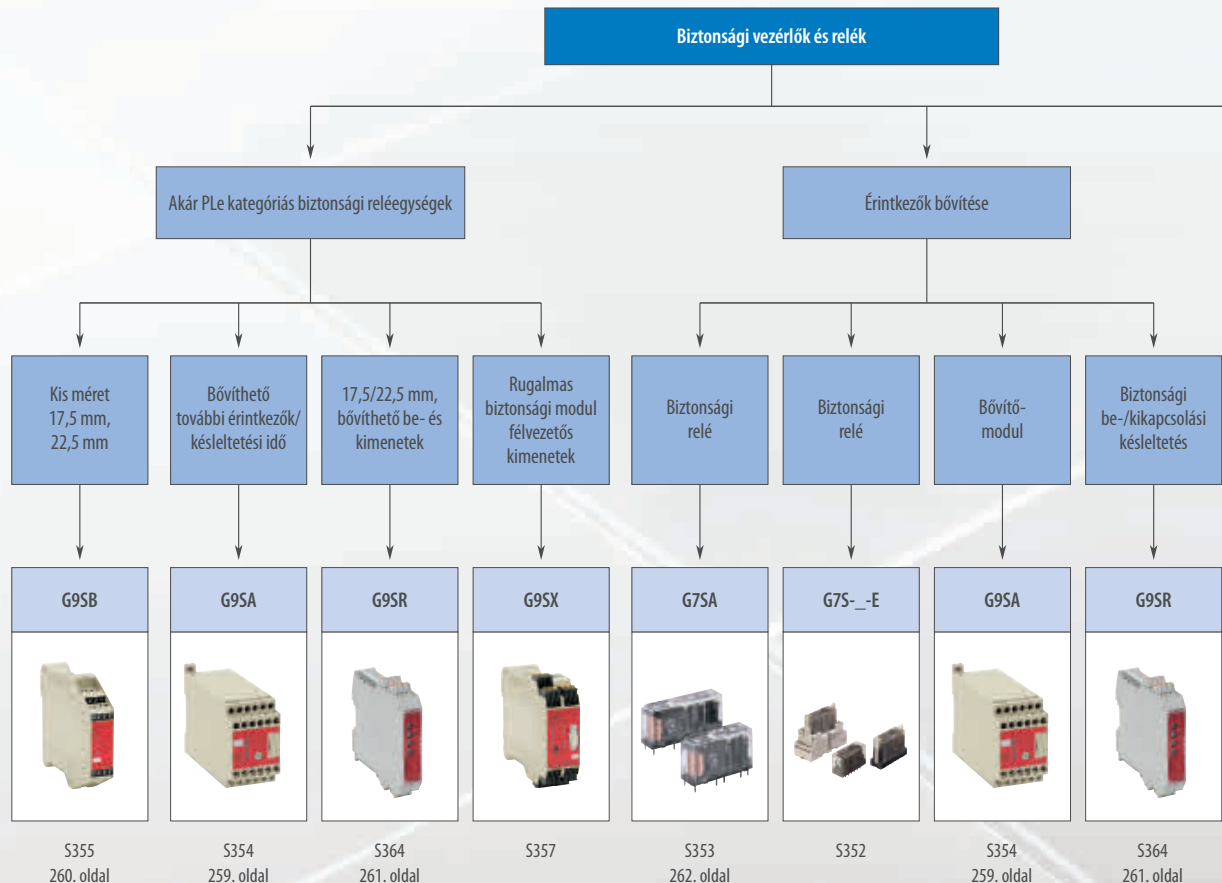 Biztonsági vezérlők és relék
Akár PLe kategóriás biztonsági reléegységek
Érintkezők bővítése
Kis méret
17,5 mm,
22,5 mm
Bővíthető
további érintkezők/
késleltetési idő
17,5/22,5 mm,
bővíthető be- és
kimenetek
Rugalmas
biztonsági modul
félvezetős
kimenetek
Biztonsági
relé
Biztonsági
relé
Bővítő-
modul
Biztonsági
be-/kikapcsolási
késleltetés
G9SB
G9SA
G9SR
G9SX
G7SA
G7S-_-E
G9SA
G9SR
S355
260. oldal
S354
259. oldal
S364
261. oldal
S357
S353
262. oldal
S352
S354
259. oldal
S364
261. oldal